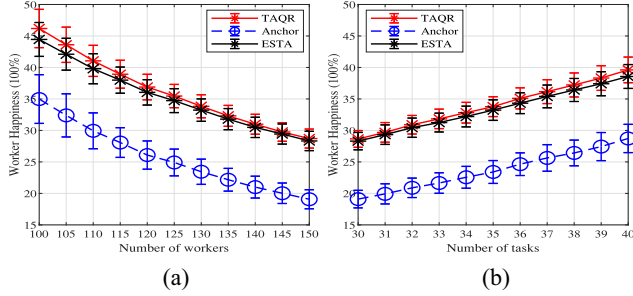 50
45
40
35
30
25
20
15
Worker Happiness (100%)
TAQR
Anchor
ESTA
100 105 110 115 120 125 130 135 140 145 150
Number of workers
(a)
50
45
40
35
30
25
20
15
Worker Happiness (100%)
TAQR
Anchor
ESTA
30 31 32 33 34 35 36 37 38 39 40
Number of tasks
(b)